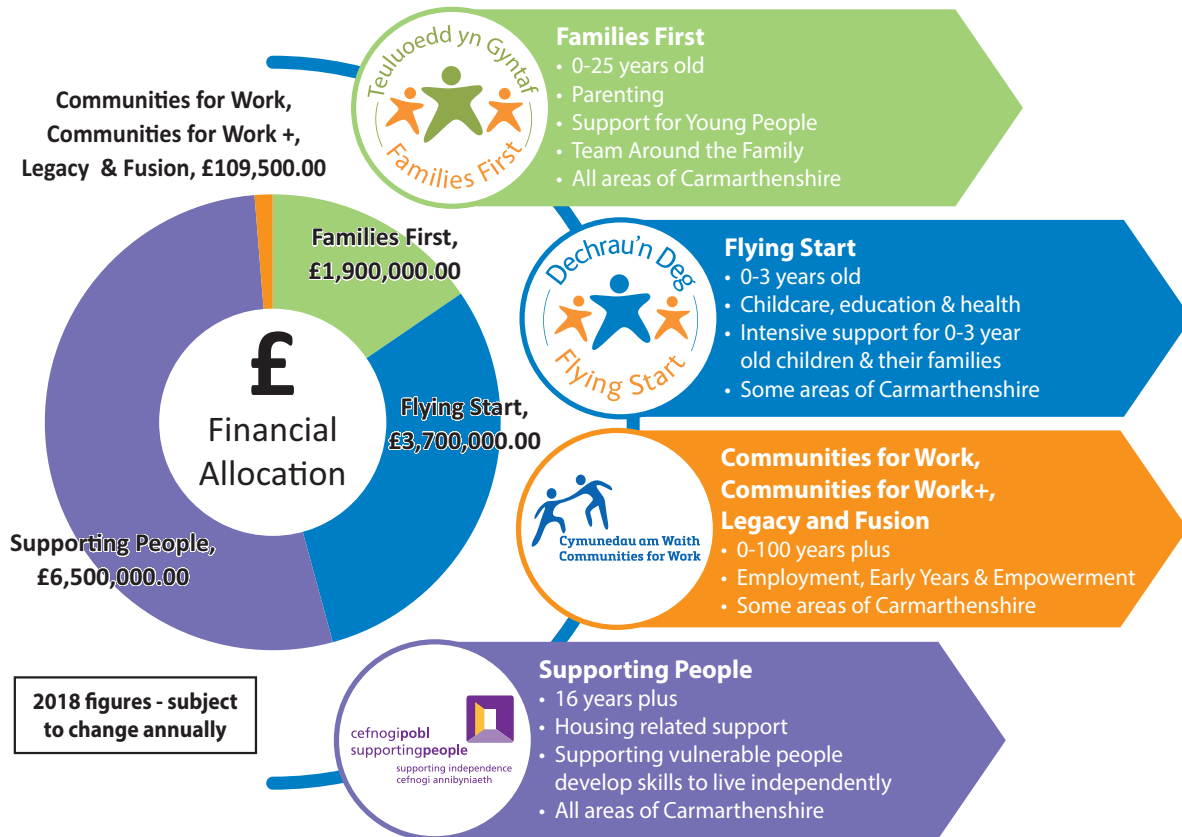 Communities for Work,
Communities for Work +,
Legacy & Fusion, £109,500.00
Families First,
£1,900,000.00
Flying Start,
£3,700,000.00
Supporting People,
£6,500,000.00
£
Financial
Allocation
2018 figures - subject
to change annually
Teuluoedd yn Gyntaf
Families First
Families First
• 0-25 years old
• Parenting
• Support for Young People
• Team Around the Family
• All areas of Carmarthenshire
Dechrau'n Deg
Flying Start
Flying Start
• 0-3 years old
• Childcare, education & health
• Intensive support for 0-3 year
old children & their families
• Some areas of Carmarthenshire
Cymunedau am Waith
Communities for Work
Communities for Work,
Communities for Work+,
Legacy and Fusion
• 0-100 years plus
• Employment, Early Years & Empowerment
• Some areas of Carmarthenshire
cefnogipobl
supportingpeople
supporting independence
cefnogi annibyniaeth
Supporting People
• 16 years plus
• Housing related support
• Supporting vulnerable people
develop skills to live independently
• All areas of Carmarthenshire